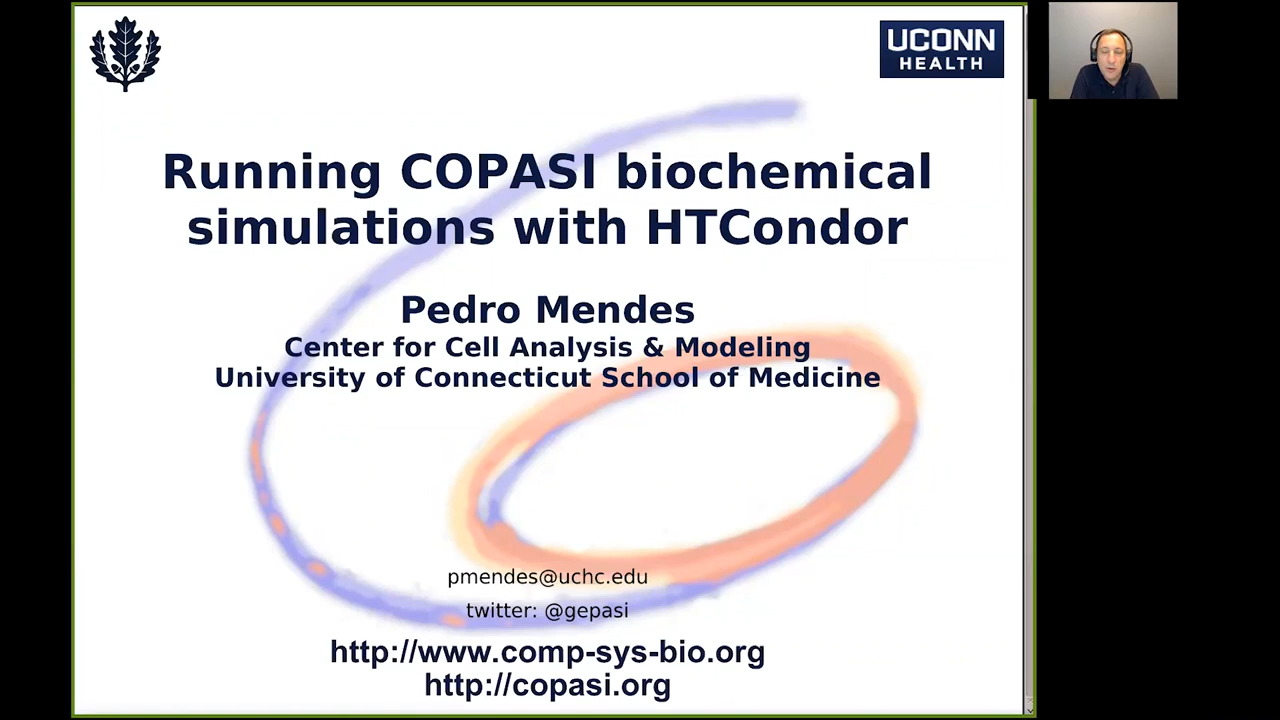 UCONN
HEALTH
Running COPASI biochemical
simulations with HTCondor
Pedro Mendes
Center for Cell Analysis & Modeling
University of Connecticut School of Medicine
pmendes@uchc.edu
twitter: @gepasi
http://www.comp-sys-bio.org
http://copasi.org